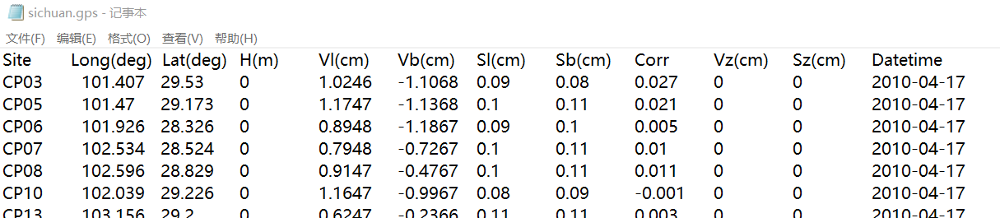 sichuan.gps - 记事本
文件(F) 编辑(E) 格式(O) 查看(V) 帮助(H)
Site Long(deg) Lat(deg) H(m) Vl(cm) Vb(cm) Sl(cm) Sb(cm) Corr Vz(cm) Sz(cm) Datetime
CP03 101.407 29.53 0 1.0246 -1.1068 0.09 0.08 0.027 0 0 2010-04-17
CP05 101.47 29.173 0 1.1747 -1.1368 0.1 0.11 0.021 0 0 2010-04-17
CP06 101.926 28.326 0 0.8948 -1.1867 0.09 0.1 0.005 0 0 2010-04-17
CP07 102.534 28.524 0 0.7948 -0.7267 0.1 0.11 0.01 0 0 2010-04-17
CP08 102.596 28.829 0 0.9147 -0.4767 0.1 0.11 0.011 0 0 2010-04-17
CP10 102.039 29.226 0 1.1647 -0.9967 0.08 0.09 -0.001 0 0 2010-04-17
CP13 103.156 29.2 0 0.6247 -0.2366 0.11 0.11 0.003 0 0 2010-04-17